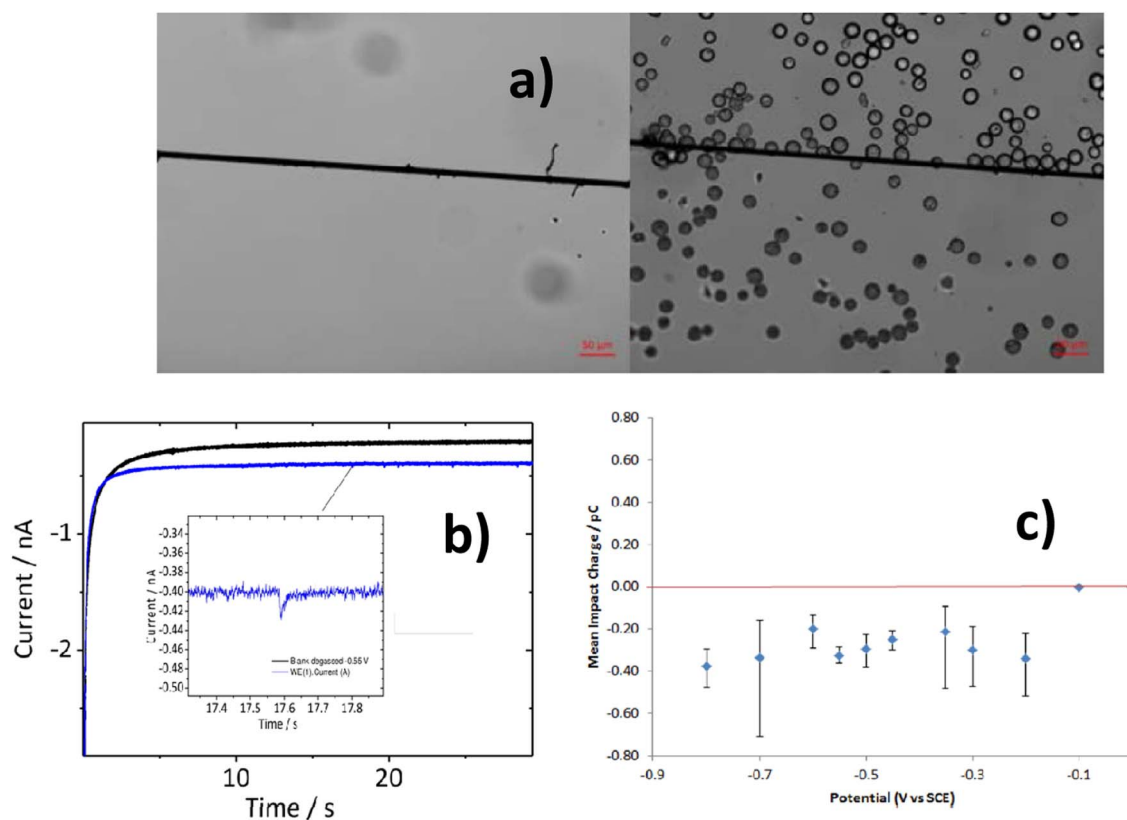 a)
50 µm
b)
Current / nA
-1
-2
10
20
Time / s
Current / nA
-0.34
-0.36
-0.38
-0.40
-0.42
-0.44
-0.46
-0.48
-0.50
Blank degassed -0.55 V
WE(1).Current (A)
17.4 17.5 17.6 17.7 17.8
Time / s
c)
Mean Impact Charge / pC
0.80
0.60
0.40
0.20
0.00
-0.20
-0.40
-0.60
-0.80
-0.9 -0.7 -0.5 -0.3 -0.1
Potential (V vs SCE)